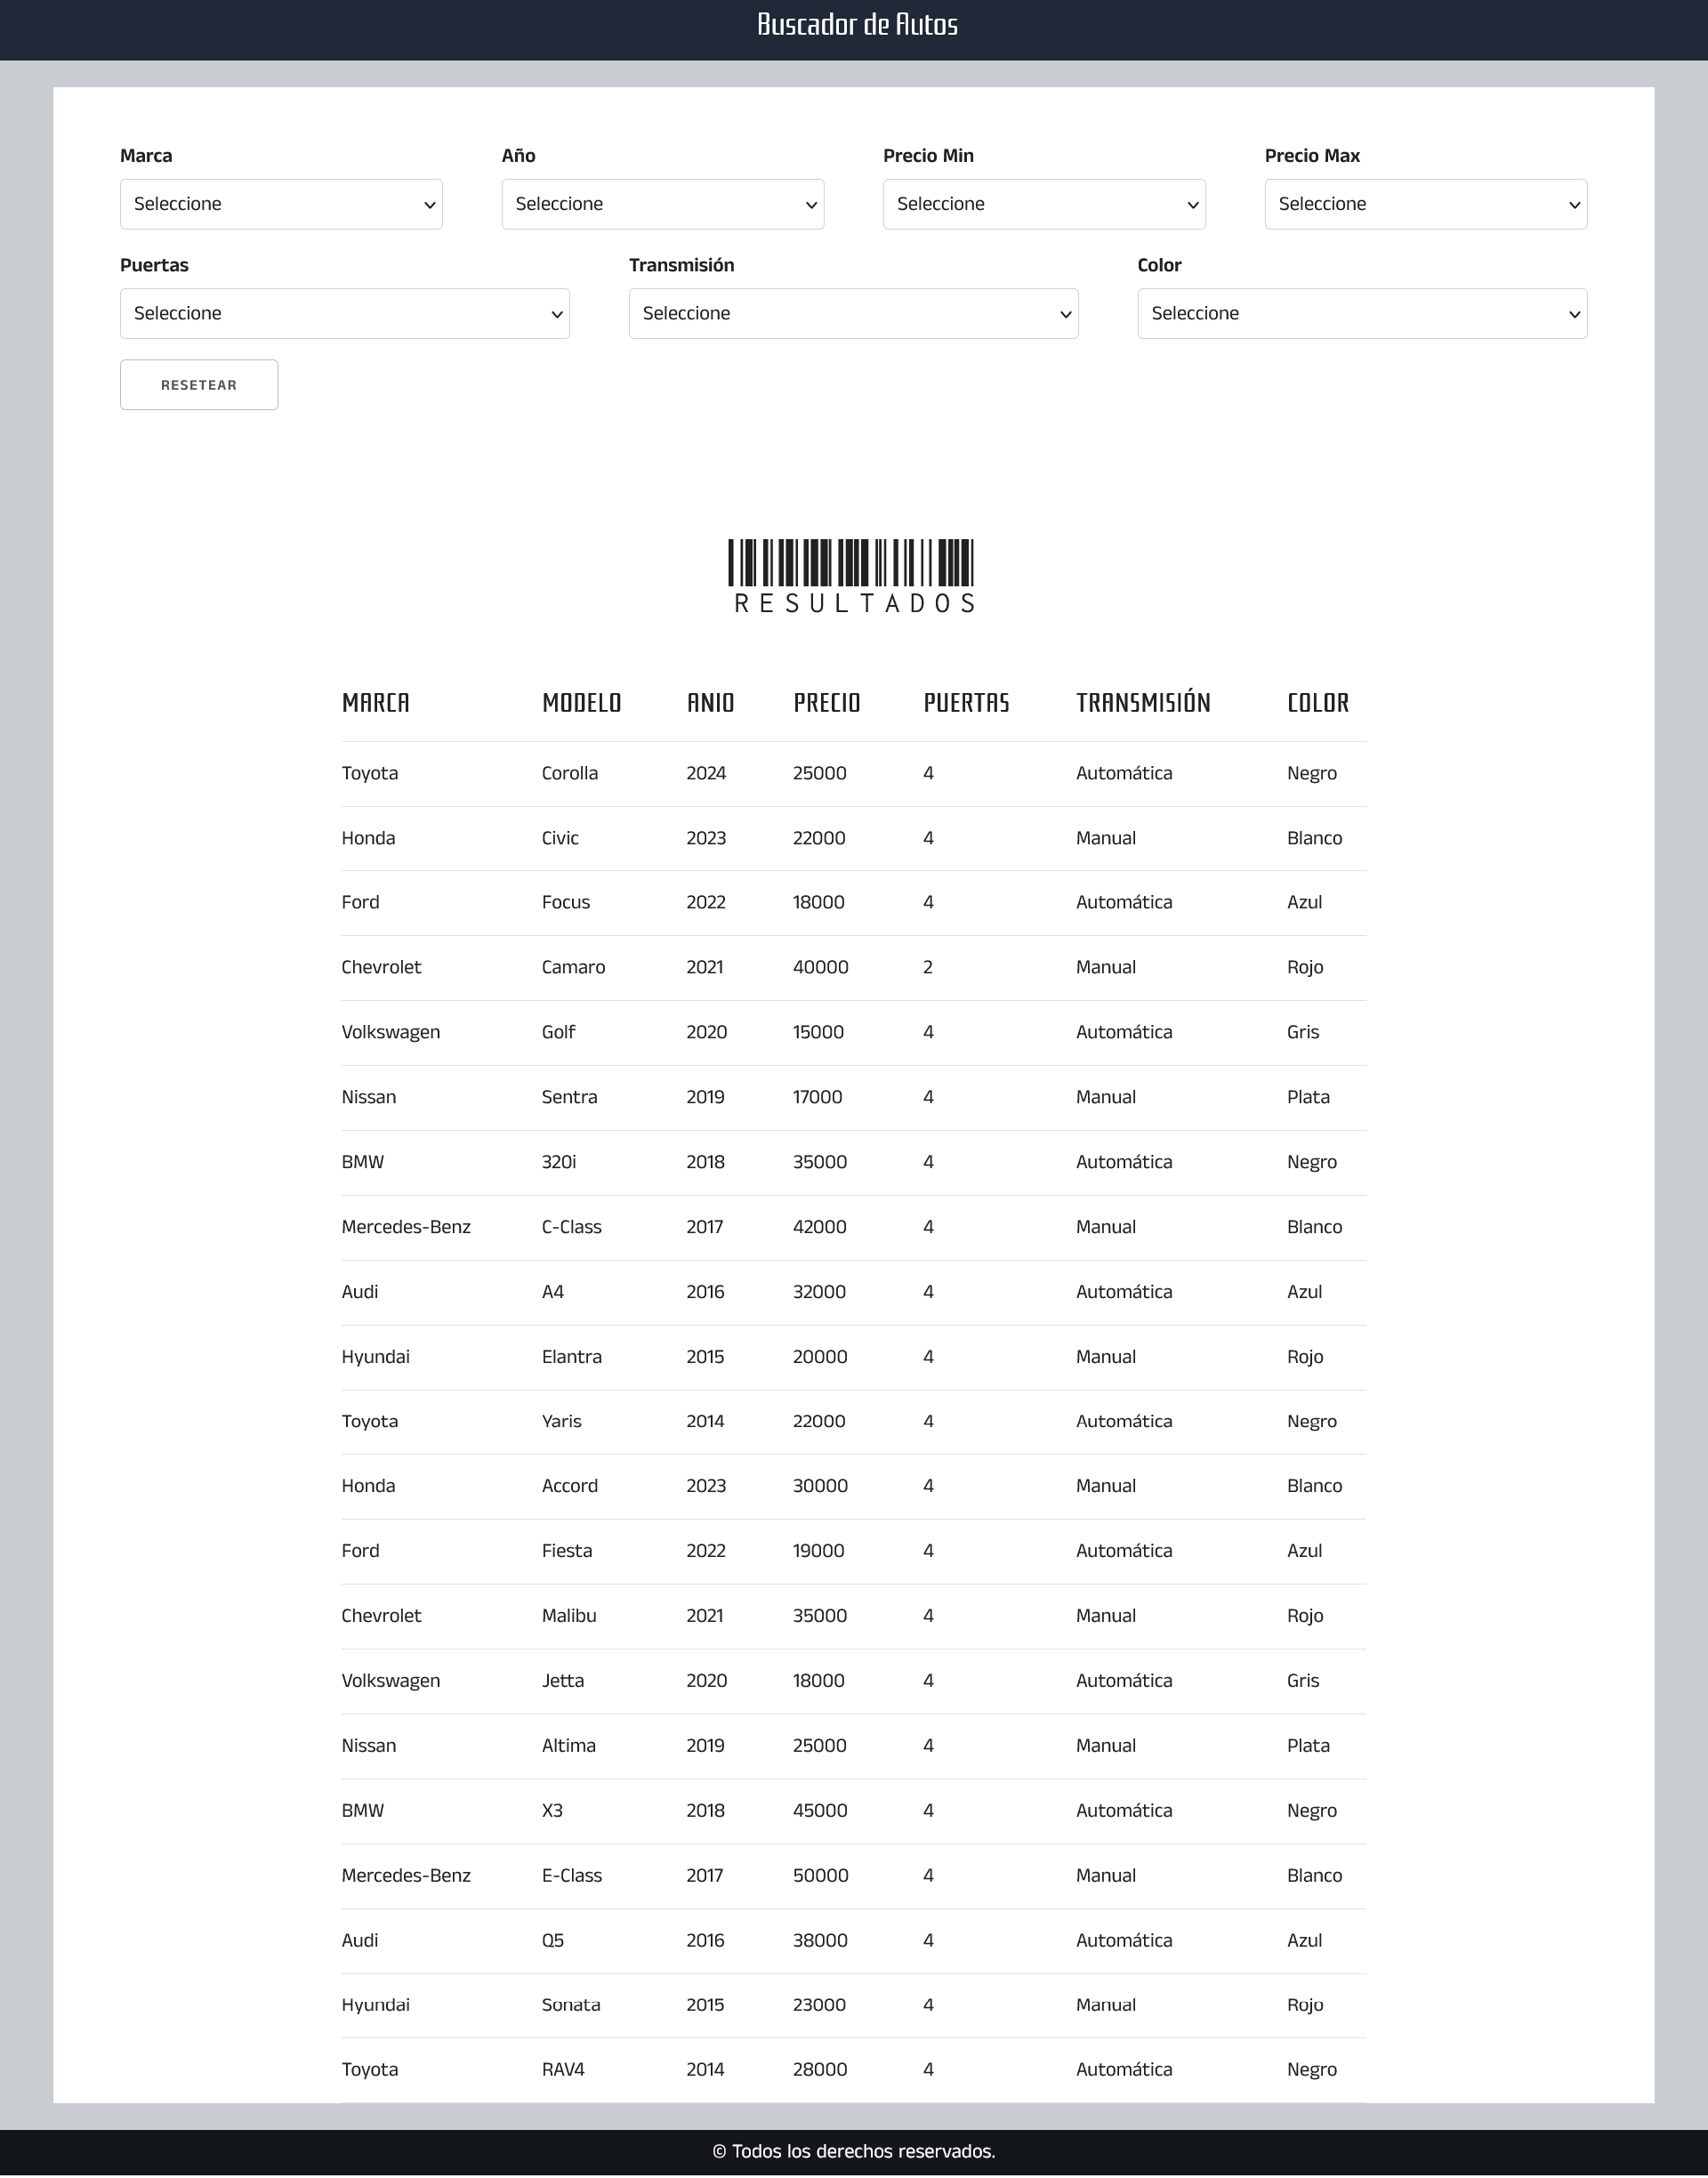 Buscador de Autos
Marca Año Precio Min Precio Max
Seleccione Seleccione Seleccione Seleccione
Puertas Transmisión Color
Seleccione Seleccione Seleccione
RESETEAR
RESULTADOS
MARCA MODELO ANIO PRECIO PUERTAS TRANSMISIÓN COLOR
Toyota Corolla 2024 25000 4 Automática Negro
Honda Civic 2023 22000 4 Manual Blanco
Ford Focus 2022 18000 4 Automática Azul
Chevrolet Camaro 2021 40000 2 Manual Rojo
Volkswagen Golf 2020 15000 4 Automática Gris
Nissan Sentra 2019 17000 4 Manual Plata
BMW 320i 2018 35000 4 Automática Negro
Mercedes-Benz C-Class 2017 42000 4 Manual Blanco
Audi A4 2016 32000 4 Automática Azul
Hyundai Elantra 2015 20000 4 Manual Rojo
Toyota Yaris 2014 22000 4 Automática Negro
Honda Accord 2023 30000 4 Manual Blanco
Ford Fiesta 2022 19000 4 Automática Azul
Chevrolet Malibu 2021 35000 4 Manual Rojo
Volkswagen Jetta 2020 18000 4 Automática Gris
Nissan Altima 2019 25000 4 Manual Plata
BMW X3 2018 45000 4 Automática Negro
Mercedes-Benz E-Class 2017 50000 4 Manual Blanco
Audi Q5 2016 38000 4 Automática Azul
Hyundai Sonata 2015 23000 4 Manual Rojo
Toyota RAV4 2014 28000 4 Automática Negro
© Todos los derechos reservados.